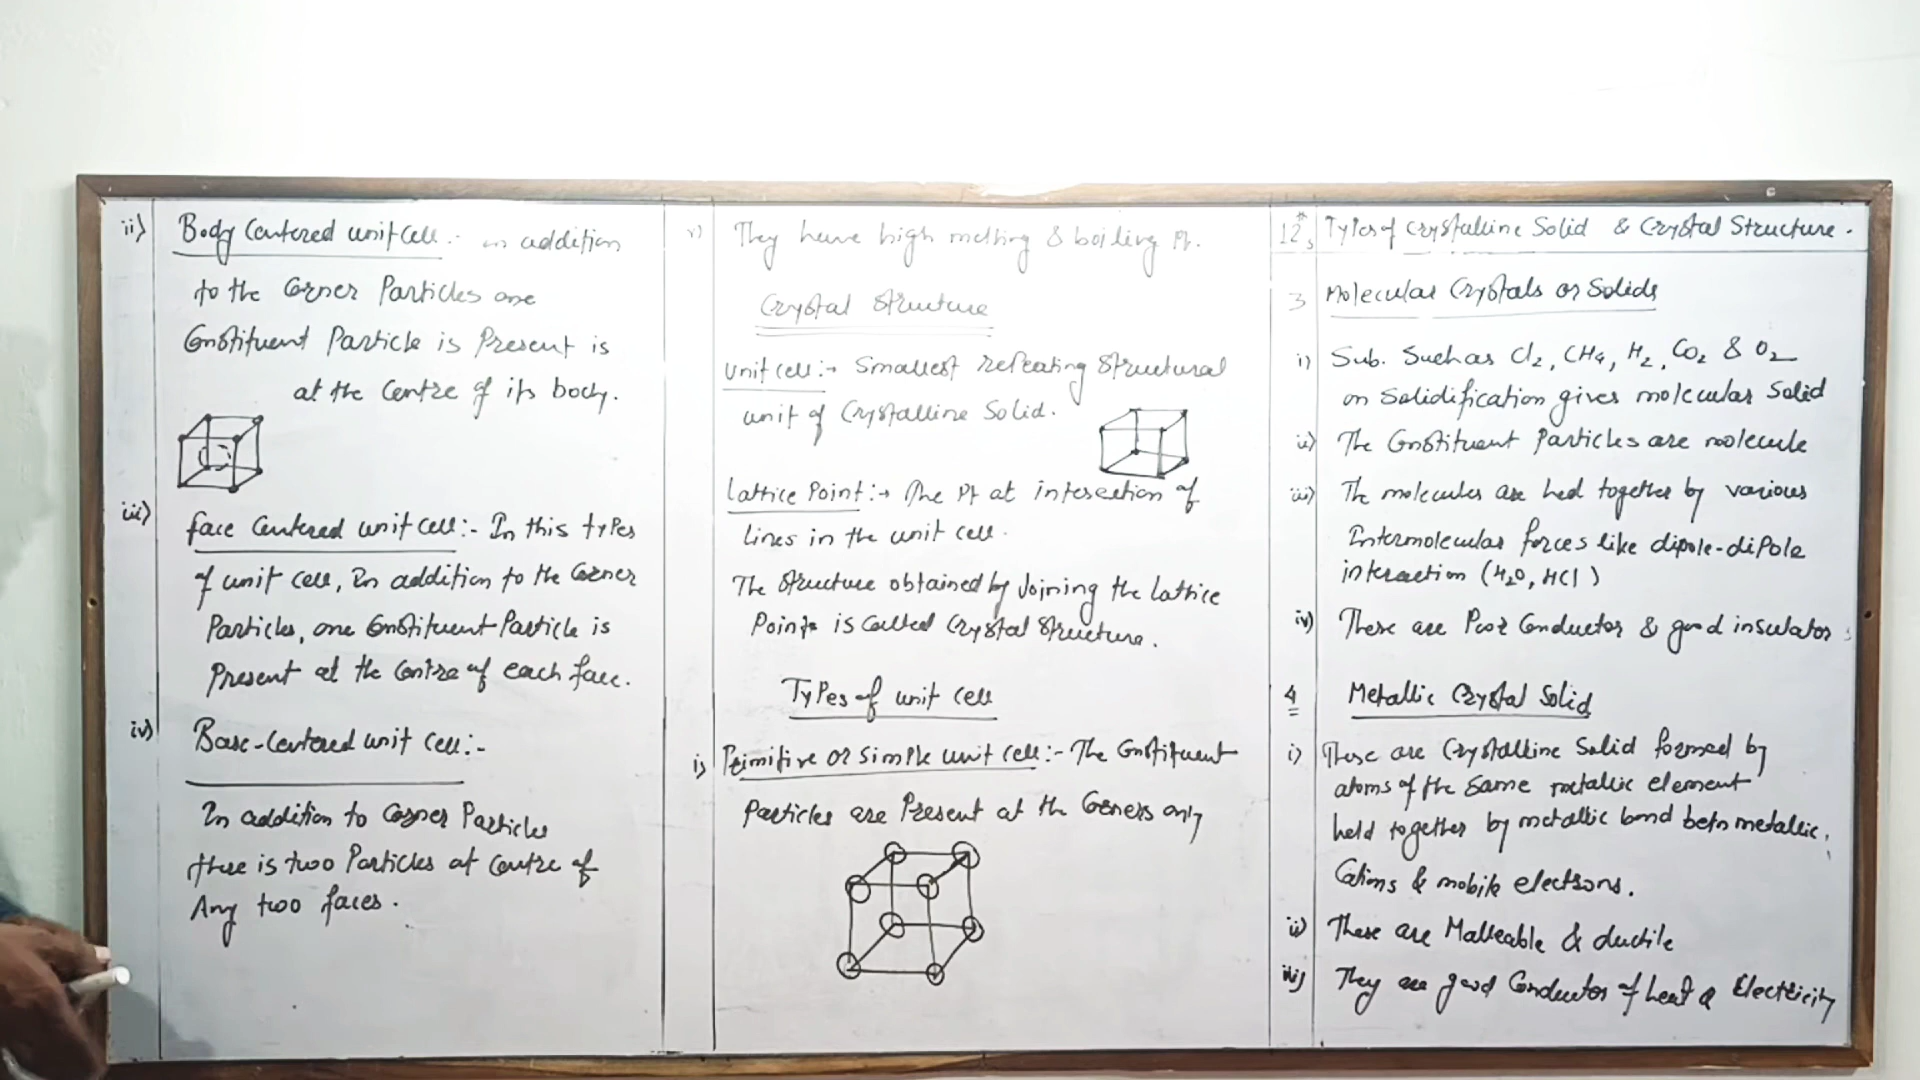 ii) Body Centered unit cell :- in addition
to the Corner Particles one
Constituent Particle is Present is
at the Centre of its body.
iii) face Centered unit cell :- In this types
of unit cell, In addition to the Corner
Particles, one Constituent Particle is
Present at the Centre of each face.
iv) Base-Centered unit cell :-
In addition to Corner Particles
there is two Particles at Centre of
Any two faces.
v) They have high melting & boiling Pt.
Crystal Structure
Unit cell :→ Smallest repeating Structural
unit of Crystalline Solid.
Lattice Point :→ The Pt at intersection of
lines in the unit cell.
The Structure obtained by Joining the Lattice
Points is Called Crystal Structure.
Types of unit cell
i) Primitive or Simple unit cell :- The Constituent
Particles are Present at the Corners only
12 Types of Crystalline Solid & Crystal Structure.
3 Molecular Crystals or Solids
i) Sub. Such as Cl2, CH4, H2, CO2 & O2
on Solidification gives molecular Solid
ii) The Constituent Particles are molecule
iii) The molecules are hed together by various
Intermolecular forces like dipole-dipole
interaction (H2O, HCl)
iv) These are Poor Conductor & good insulator
4 Metallic Crystal Solid
i) These are Crystalline Solid formed by
atoms of the Same metallic element
held together by metallic bond betn metallic
Cations & mobile electrons.
ii) These are Malleable & ductile
iii) They are good Conductor of heat & Electricity